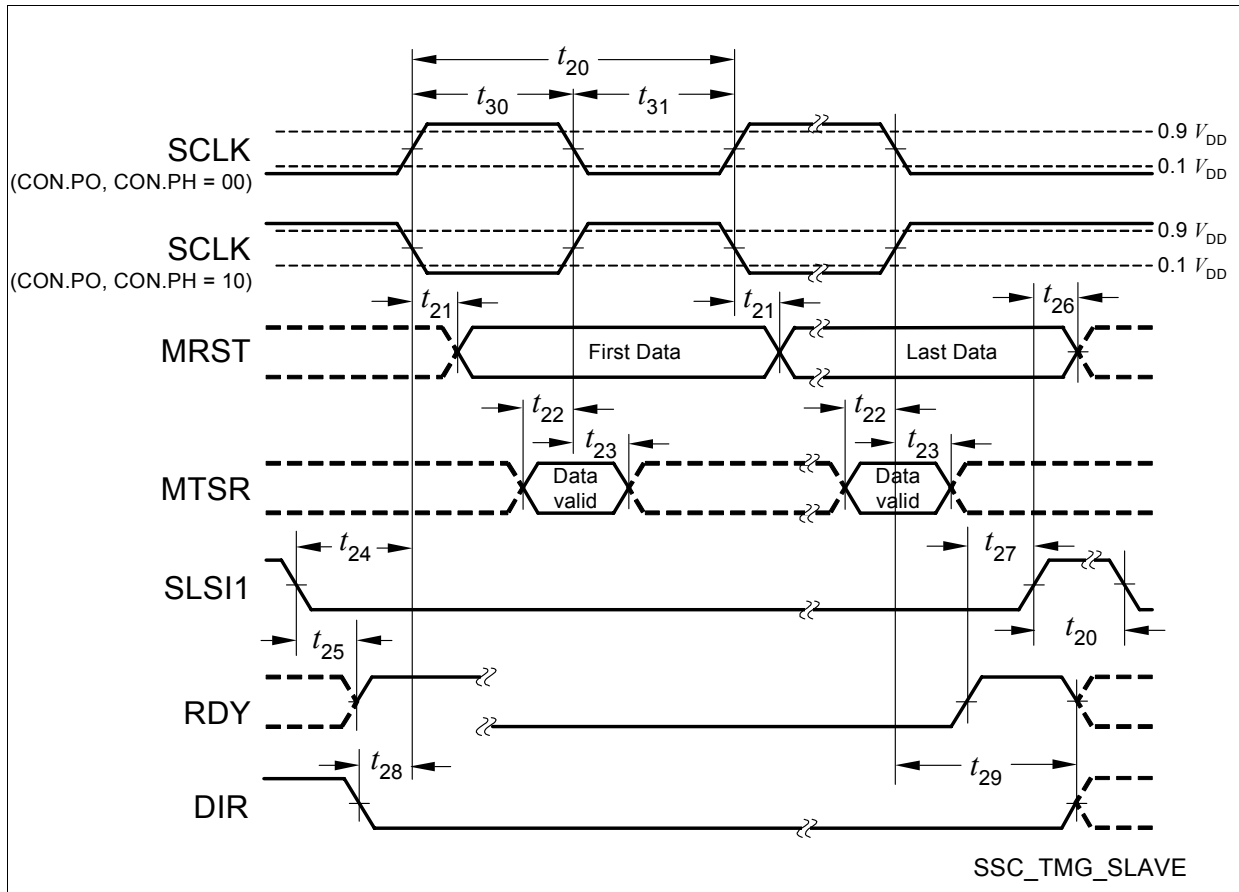 t20
t30 t31
SCLK
(CON.PO, CON.PH = 00)
0.9 VDD
0.1 VDD
SCLK
(CON.PO, CON.PH = 10)
0.9 VDD
0.1 VDD
t21 t21 t26
MRST First Data Last Data
t22 t22
t23 t23
MTSR Data valid Data valid
t24 t27
SLSI1
t25 t20
RDY
t28 t29
DIR
SSC_TMG_SLAVE